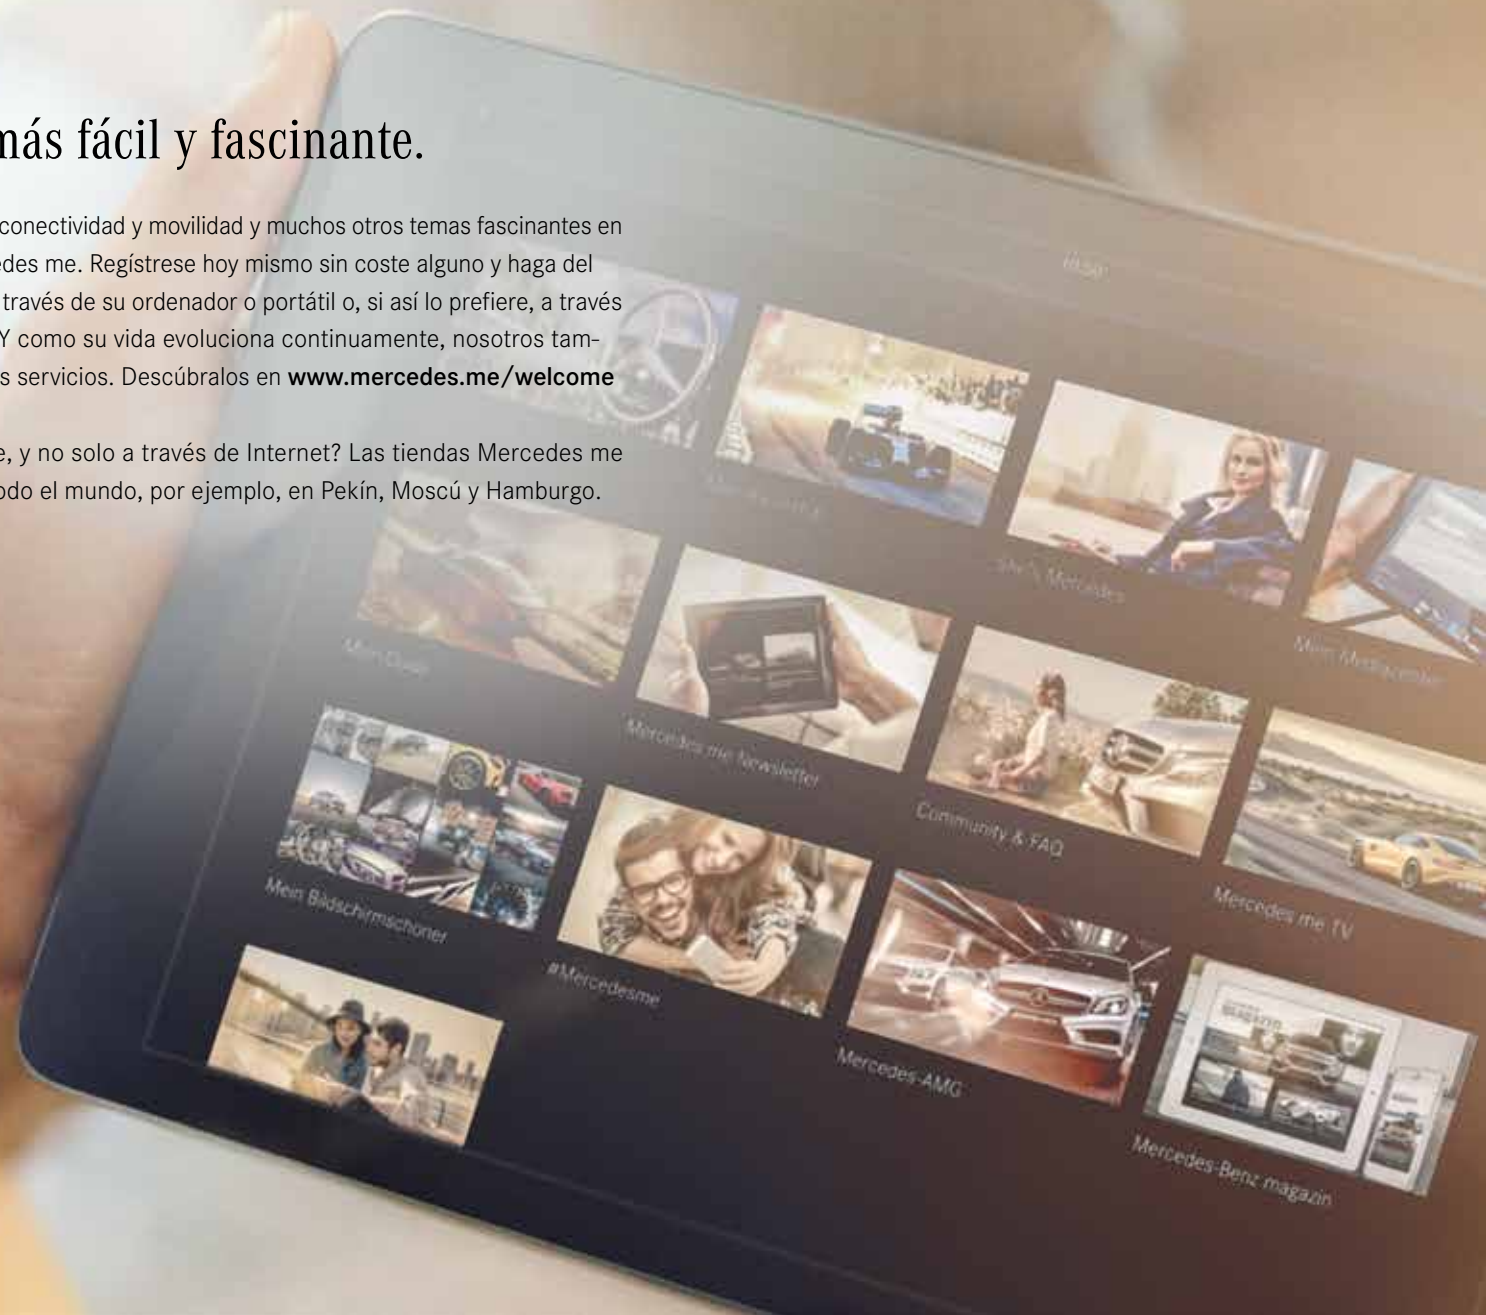 más fácil y fascinante.
conectividad y movilidad y muchos otros temas fascinantes en
edes me. Regístrese hoy mismo sin coste alguno y haga del
través de su ordenador o portátil o, si así lo prefiere, a través
Y como su vida evoluciona continuamente, nosotros tam-
s servicios. Descúbralos en www.mercedes.me/welcome
e, y no solo a través de Internet? Las tiendas Mercedes me
odo el mundo, por ejemplo, en Pekín, Moscú y Hamburgo.
Mercedes
Mein Mediacenter
Mein
Mercedes me Newsletter
Community & FAQ
Mercedes me TV
Mein Bildschirmschoner
#Mercedesme
Mercedes-AMG
Mercedes-Benz magazin